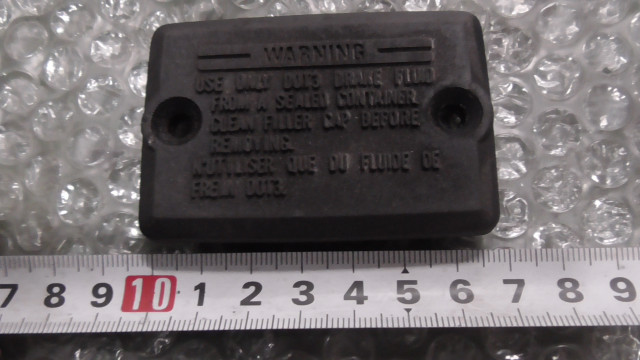 WARNING
USE ONLY DOT3 BRAKE FLUID
FROM A SEALED CONTAINER.
CLEAN FILLER CAP BEFORE
REMOVING.
N'UTILISER QUE DU FLUIDE DE
FREIN DOT3.
7 8 9 10 1 2 3 4 5 6 7 8 9